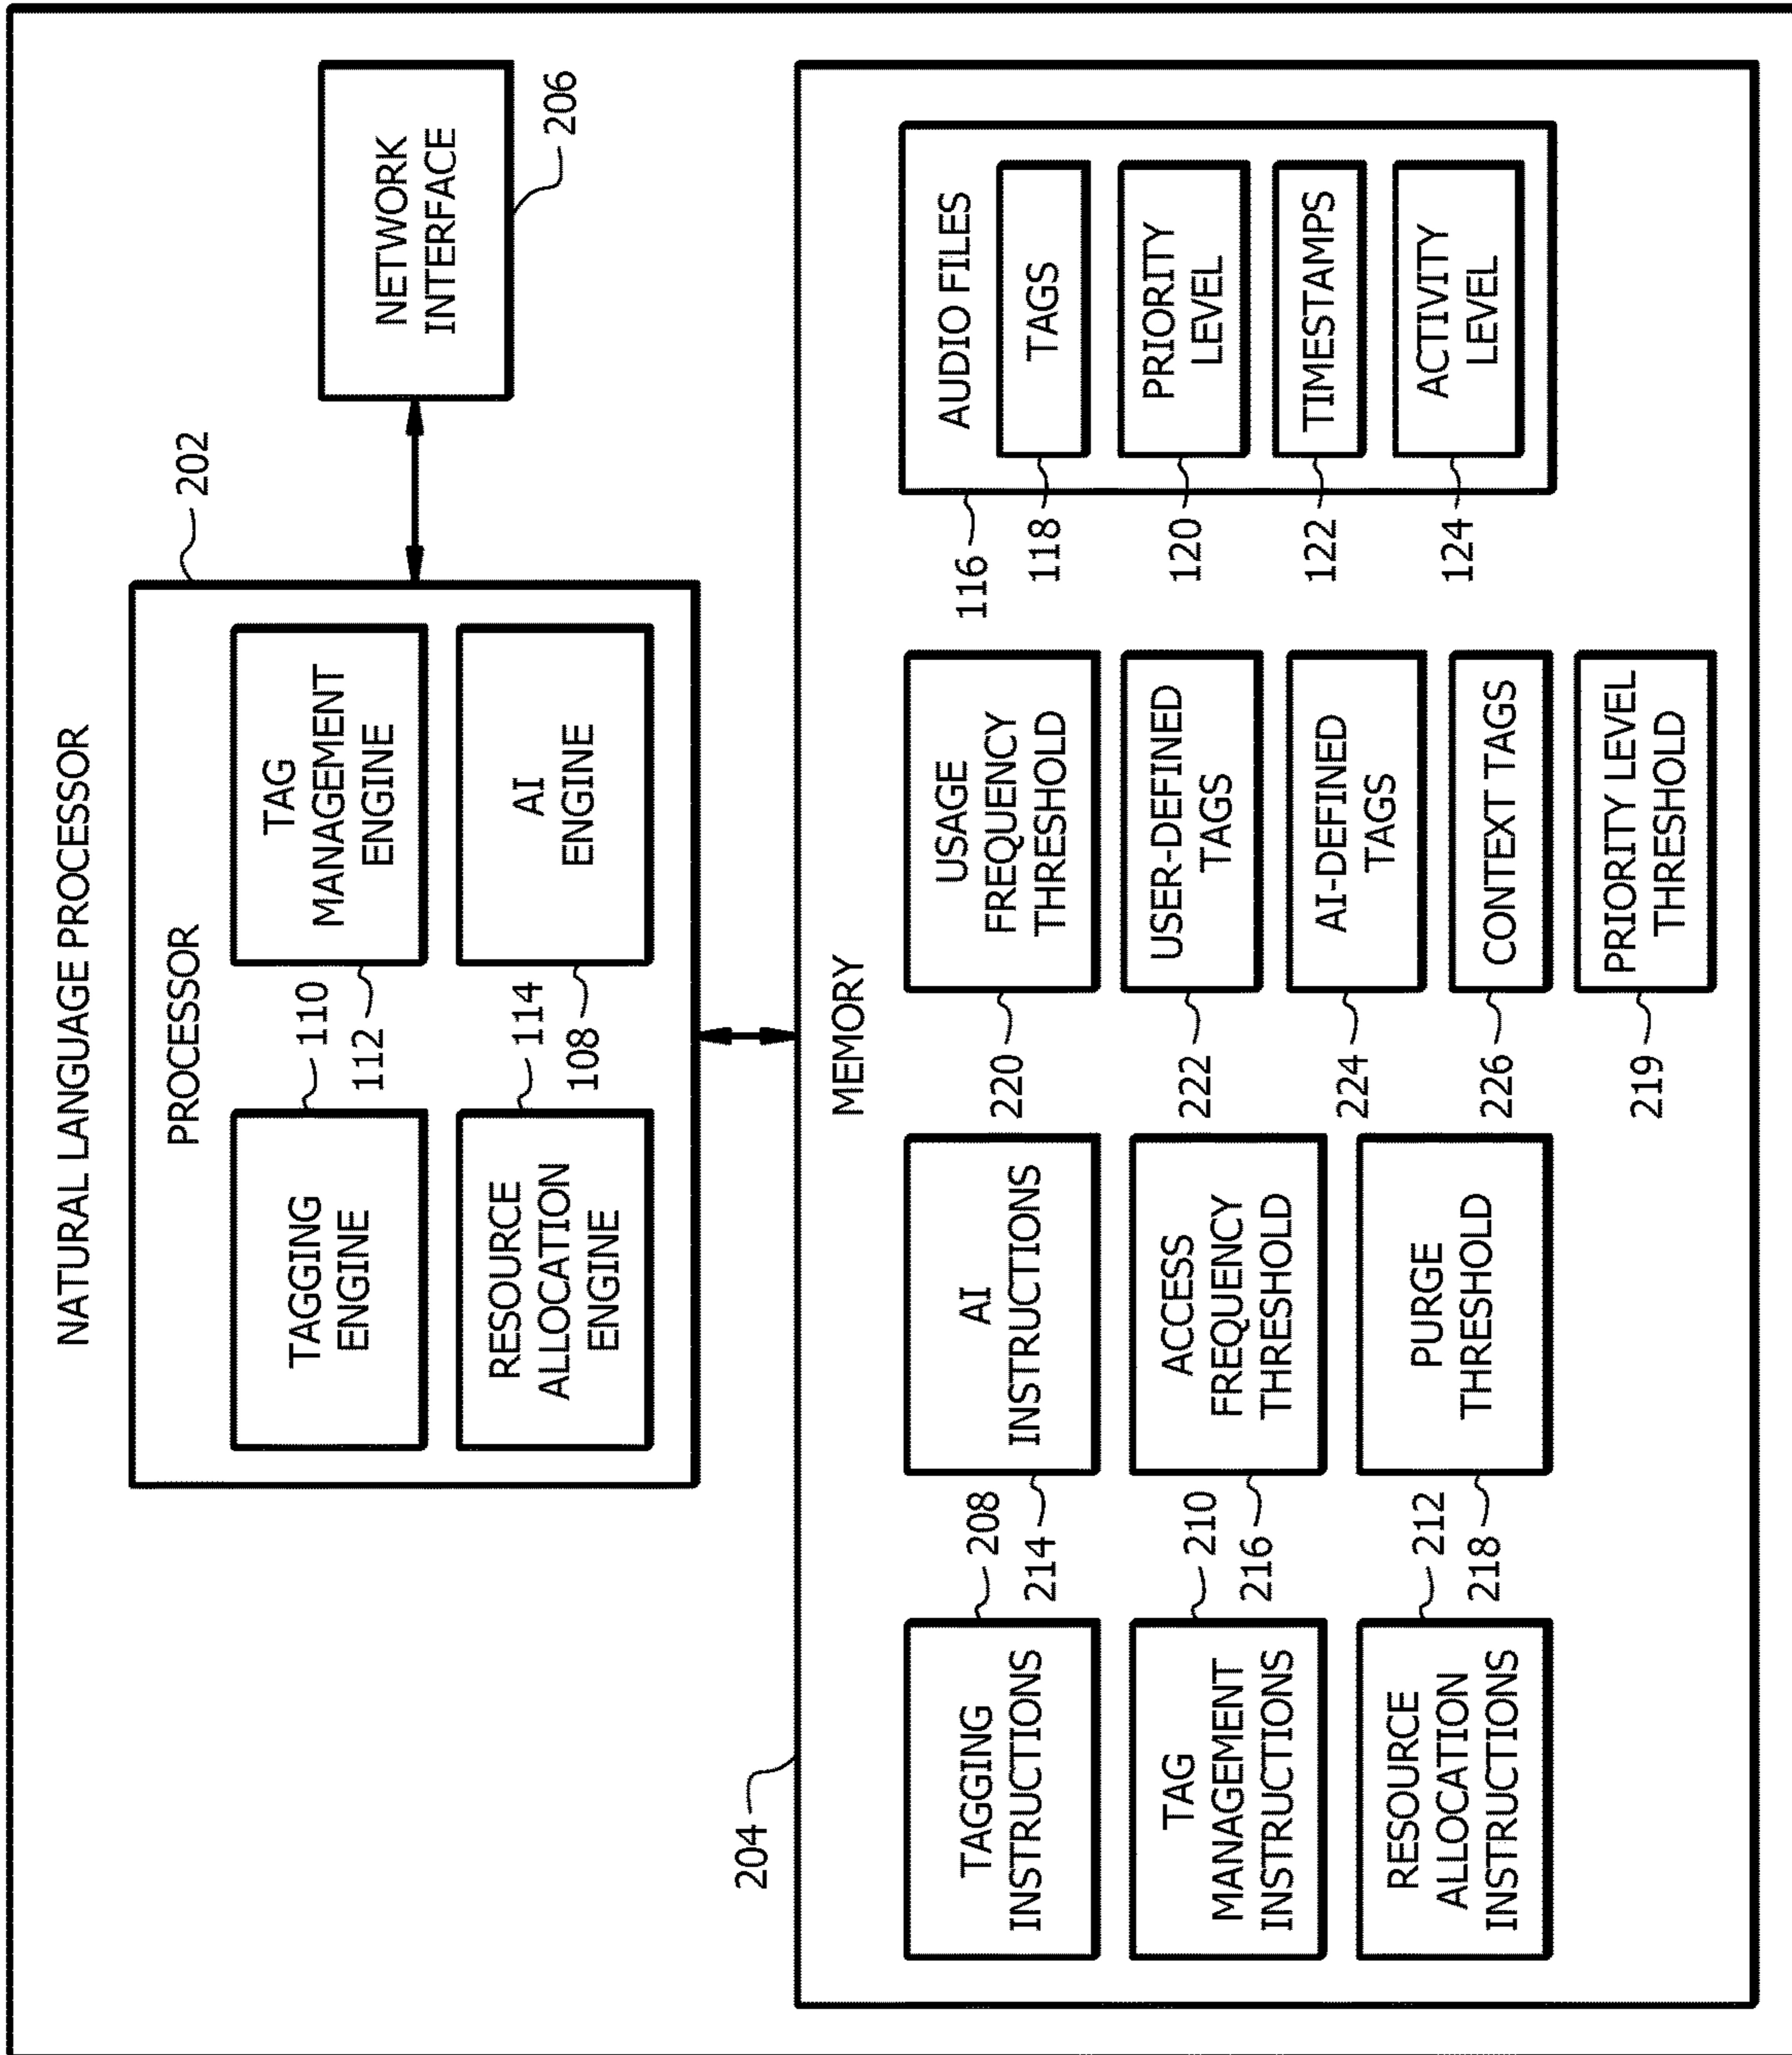 NATURAL LANGUAGE PROCESSOR
PROCESSOR
202
TAGGING
ENGINE
110
112
TAG
MANAGEMENT
ENGINE
RESOURCE
ALLOCATION
ENGINE
114
108
AI
ENGINE
NETWORK
INTERFACE
206
204
MEMORY
TAGGING
INSTRUCTIONS
208
214
AI
INSTRUCTIONS
TAG
MANAGEMENT
INSTRUCTIONS
210
216
ACCESS
FREQUENCY
THRESHOLD
RESOURCE
ALLOCATION
INSTRUCTIONS
212
218
PURGE
THRESHOLD
220
USAGE
FREQUENCY
THRESHOLD
222
USER-DEFINED
TAGS
224
AI-DEFINED
TAGS
226
CONTEXT TAGS
219
PRIORITY LEVEL
THRESHOLD
116
AUDIO FILES
118
TAGS
120
PRIORITY
LEVEL
122
TIMESTAMPS
124
ACTIVITY
LEVEL